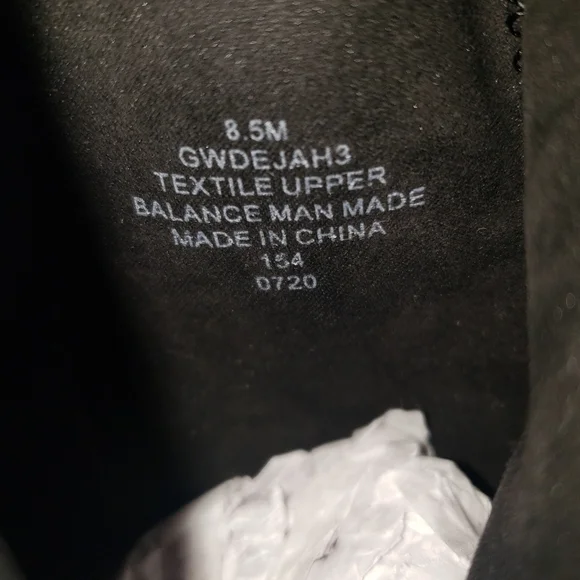 8.5M
GWDEJAH3
TEXTILE UPPER
BALANCE MAN MADE
MADE IN CHINA
154
0720